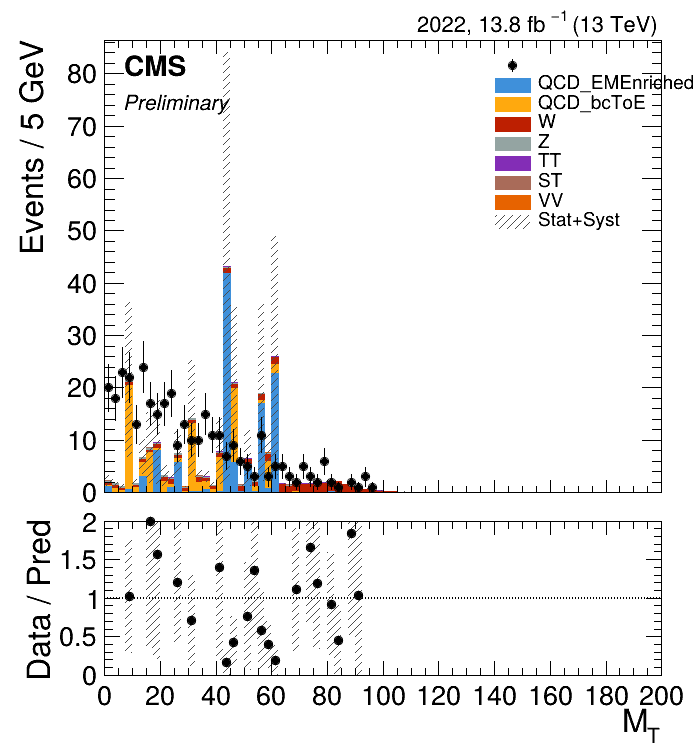 2022, 13.8 fb⁻¹ (13 TeV)
Events / 5 GeV
CMS
Preliminary
QCD_EMEnriched
QCD_bcToE
W
Z
TT
ST
VV
Stat+Syst
80
70
60
50
40
30
20
10
0
Data / Pred
2
1.5
1
0.5
0
0 20 40 60 80 100 120 140 160 180 200
M_T